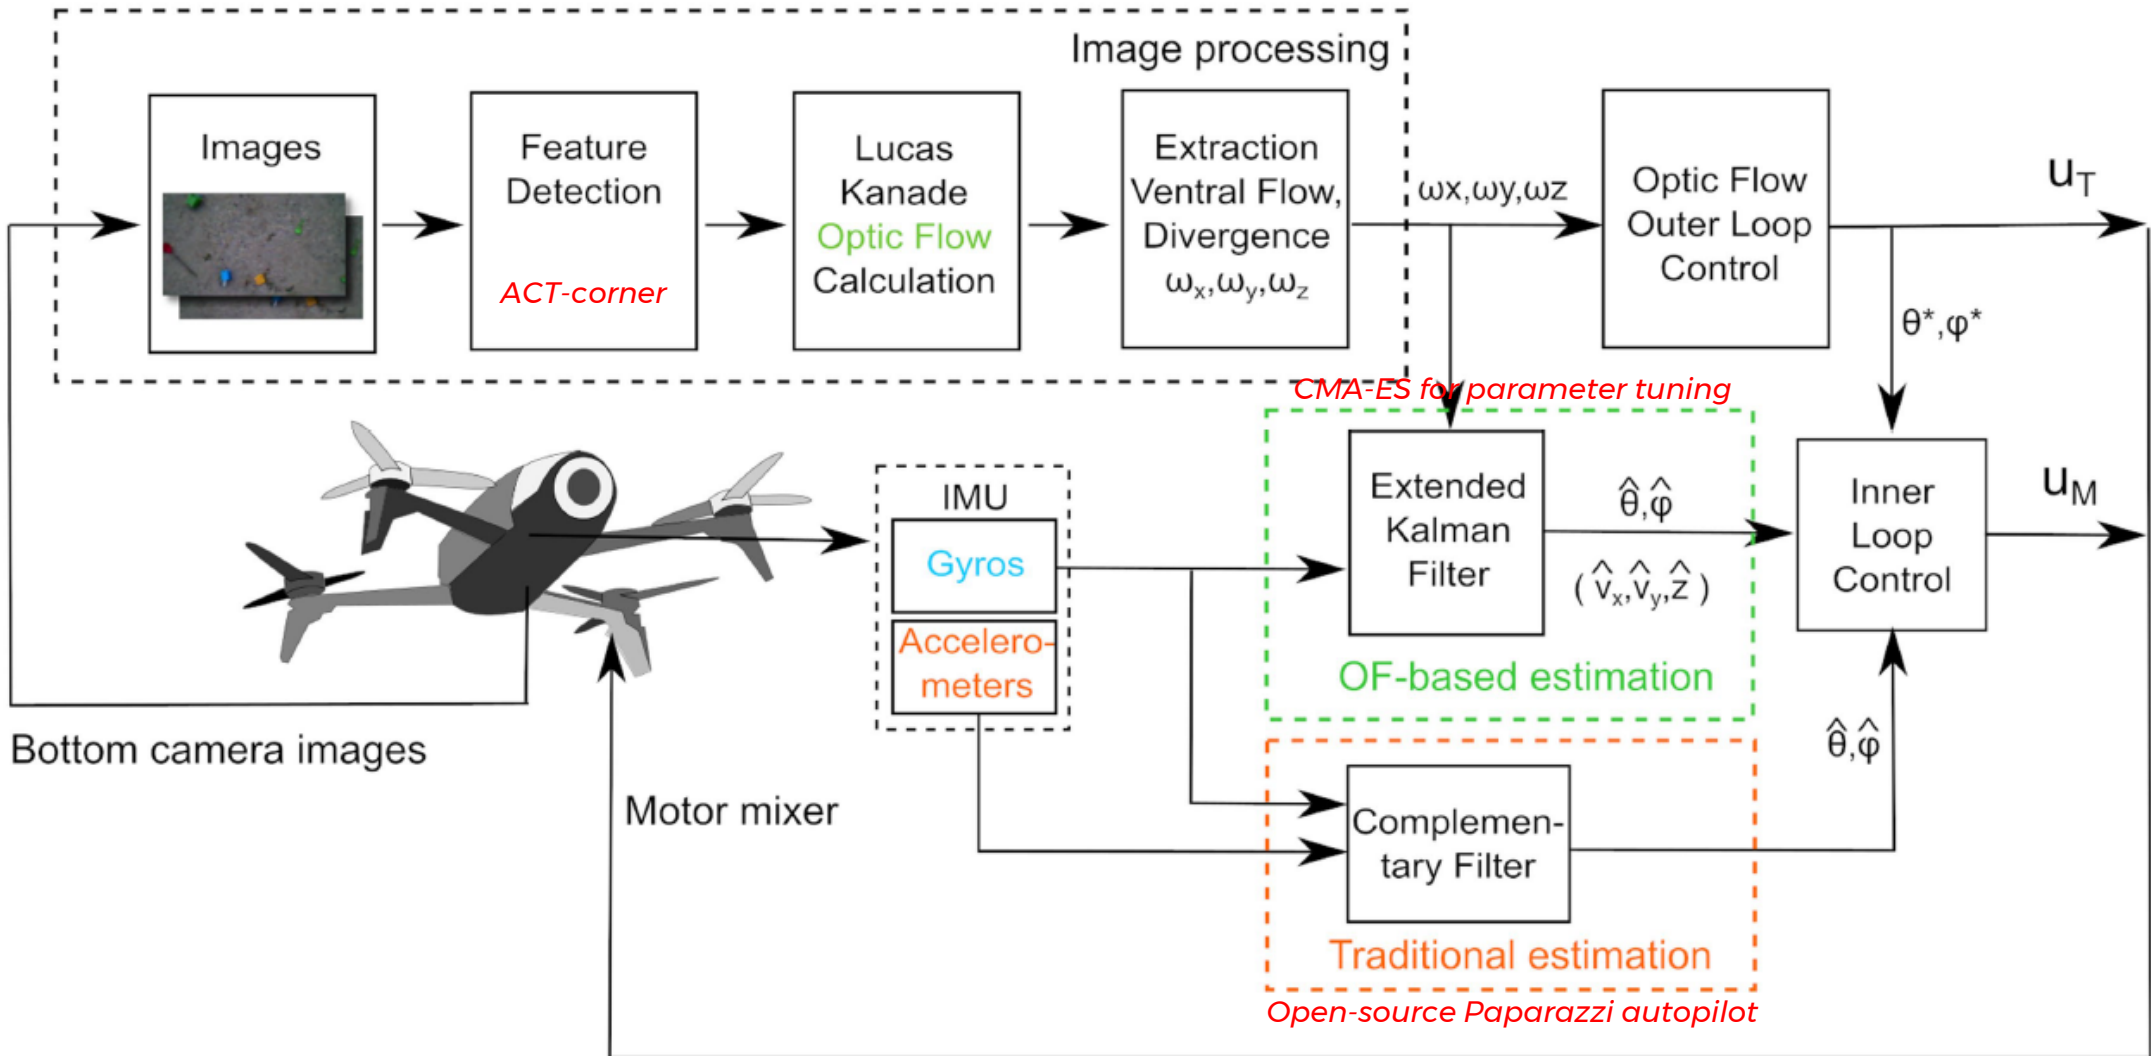 Image processing
Images
Feature
Detection
ACT-corner
Lucas
Kanade
Optic Flow
Calculation
Extraction
Ventral Flow,
Divergence
ωx,ωy,ωz
ωx,ωy,ωz
Optic Flow
Outer Loop
Control
uT
θ*,φ*
CMA-ES for parameter tuning
IMU
Gyros
Accelero-
meters
Extended
Kalman
Filter
θ̂,φ̂
( v̂x,v̂y,ẑ )
OF-based estimation
Inner
Loop
Control
uM
Bottom camera images
Motor mixer
θ̂,φ̂
Complemen-
tary Filter
Traditional estimation
Open-source Paparazzi autopilot